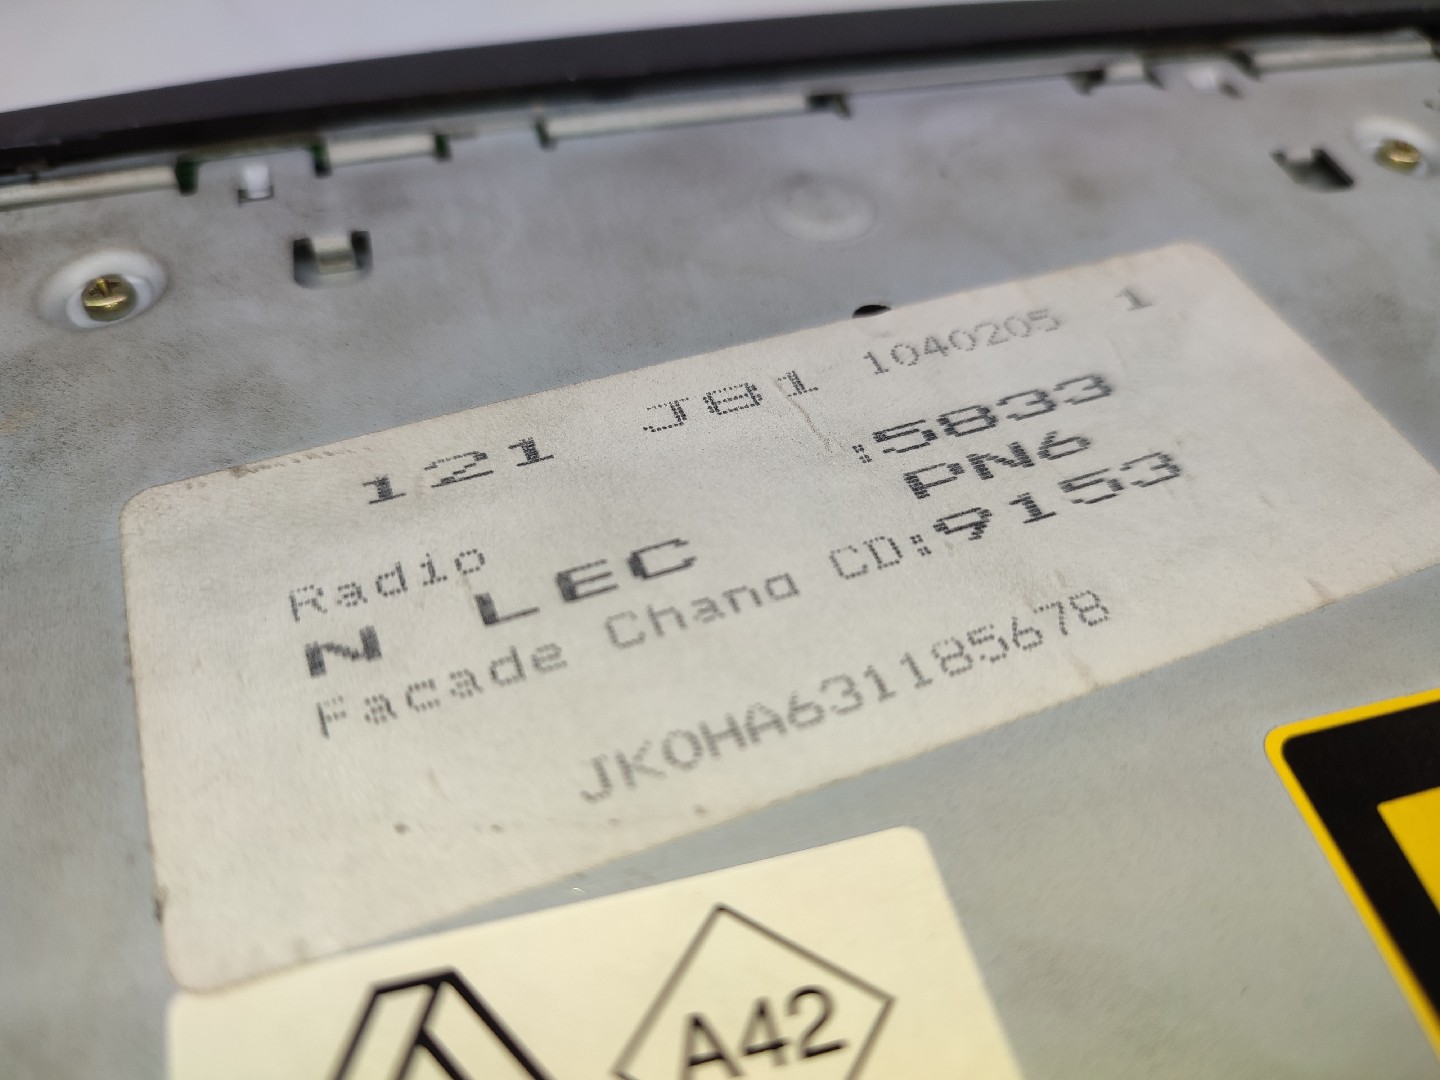 121 J81 1040205 1
Radio :5833
N LEC PN6
Facade Chang CD:9153
JK0HA631185678
A42